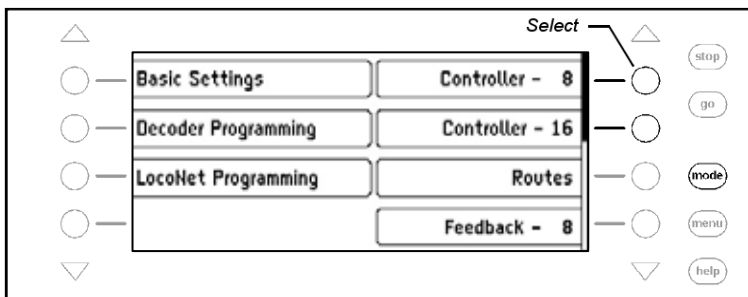 Select
stop
Basic Settings
Controller - 8
go
Decoder Programming
Controller - 16
LocoNet Programming
Routes
mode
Feedback - 8
menu
help